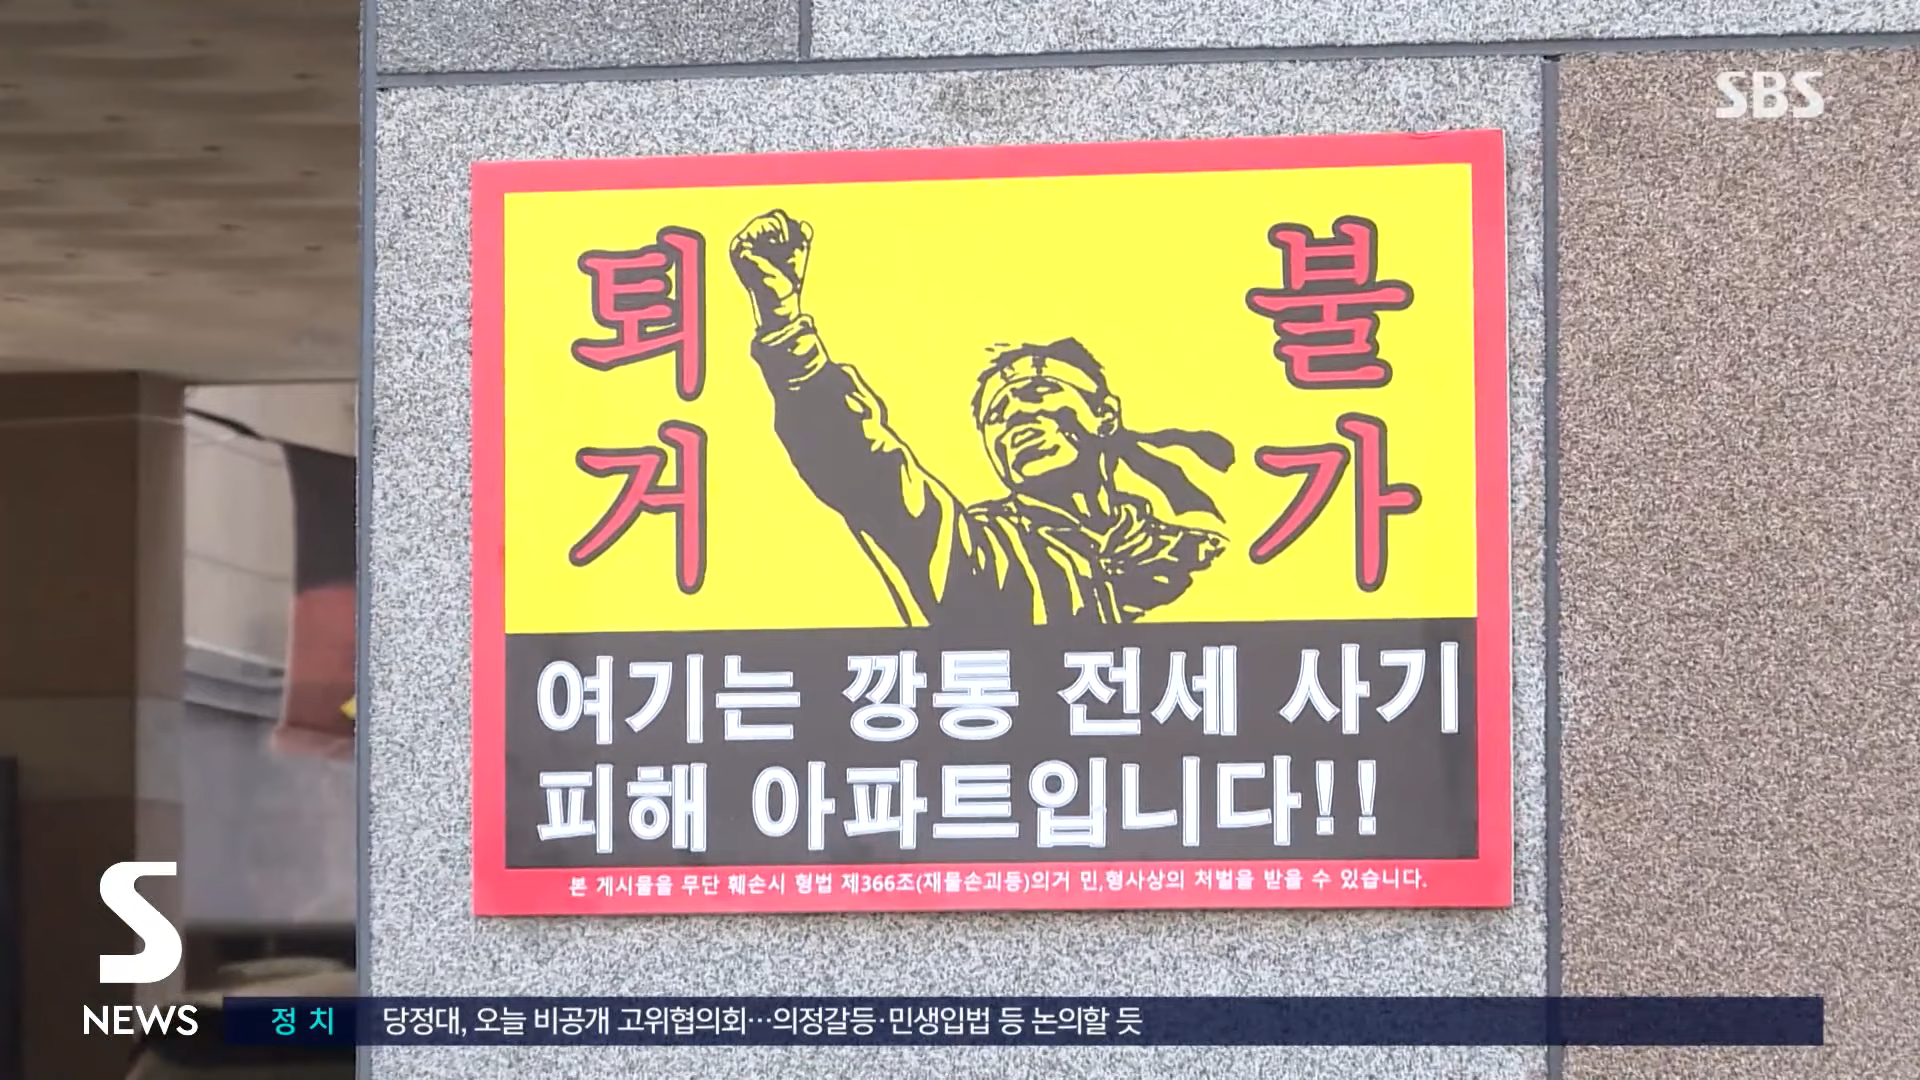 SBS
퇴거 불가
여기는 깡통 전세 사기
피해 아파트입니다!!
본 게시물을 무단 훼손시 형법 제366조(재물손괴등)의거 민,형사상의 처벌을 받을 수 있습니다.
S
NEWS
정치 당정대, 오늘 비공개 고위협의회…의정갈등·민생입법 등 논의할 듯